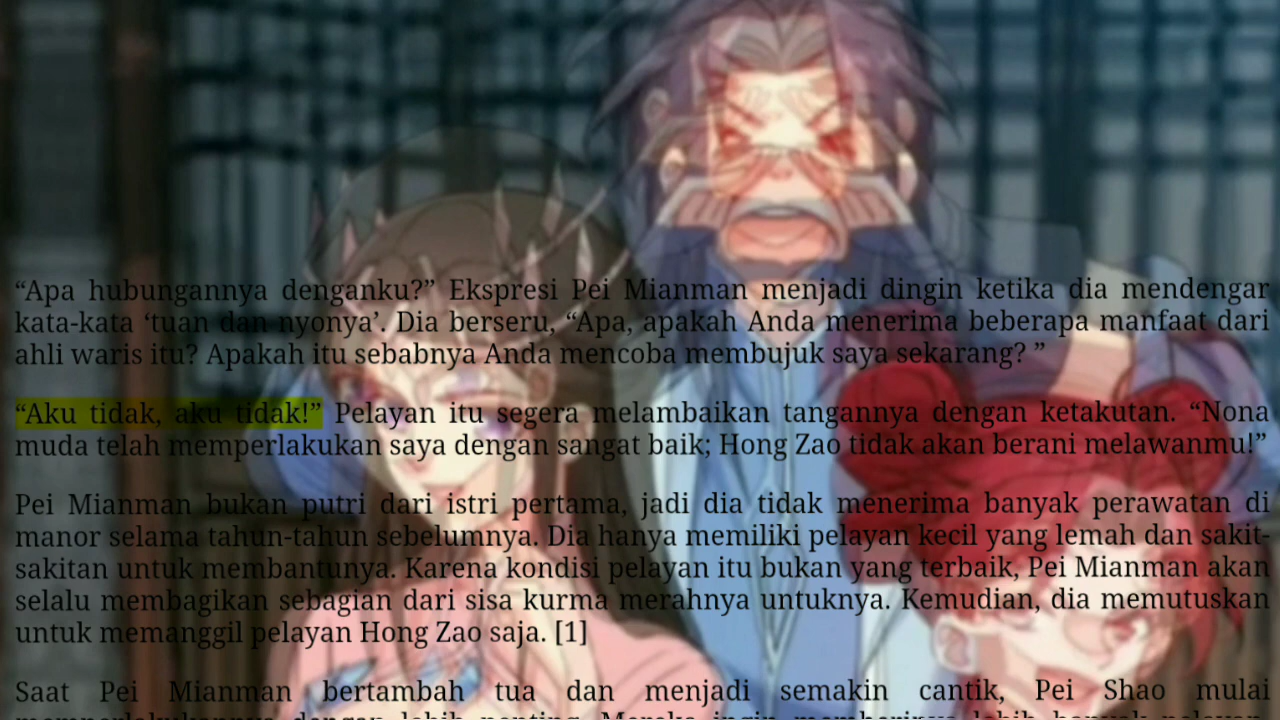 “Apa hubungannya denganku?” Ekspresi Pei Mianman menjadi dingin ketika dia mendengar
kata-kata ‘tuan dan nyonya’. Dia berseru, “Apa, apakah Anda menerima beberapa manfaat dari
ahli waris itu? Apakah itu sebabnya Anda mencoba membujuk saya sekarang? ”
“Aku tidak, aku tidak!” Pelayan itu segera melambaikan tangannya dengan ketakutan. “Nona
muda telah memperlakukan saya dengan sangat baik; Hong Zao tidak akan berani melawanmu!”
Pei Mianman bukan putri dari istri pertama, jadi dia tidak menerima banyak perawatan di
manor selama tahun-tahun sebelumnya. Dia hanya memiliki pelayan kecil yang lemah dan sakit-
sakitan untuk membantunya. Karena kondisi pelayan itu bukan yang terbaik, Pei Mianman akan
selalu membagikan sebagian dari sisa kurma merahnya untuknya. Kemudian, dia memutuskan
untuk memanggil pelayan Hong Zao saja. [1]
Saat Pei Mianman bertambah tua dan menjadi semakin cantik, Pei Shao mulai